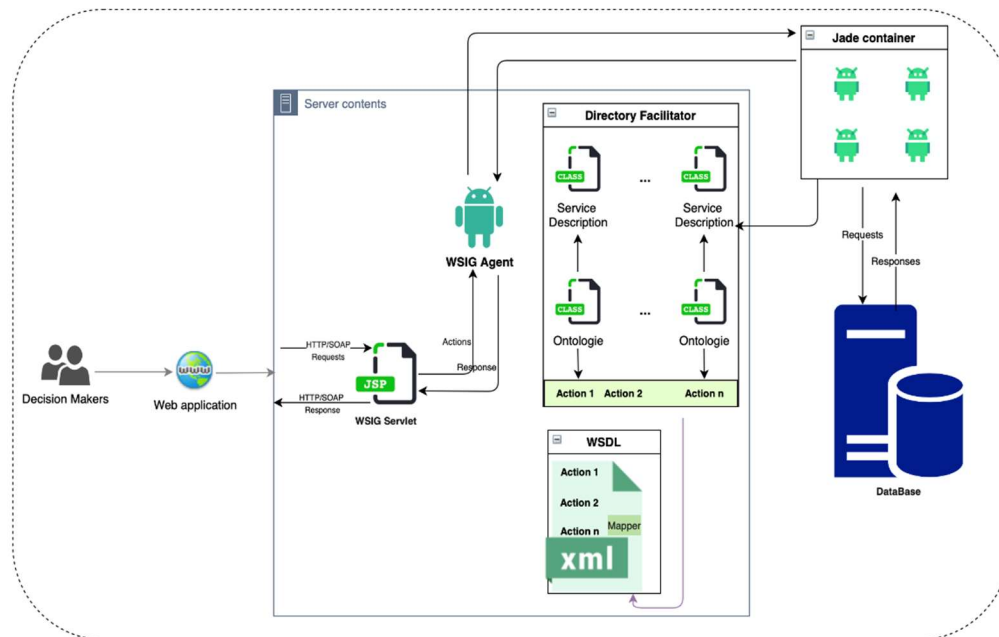 Jade container
Server contents
Directory Facilitator
CLASS
...
CLASS
Service
Description
Service
Description
WSIG Agent
Requests
Responses
CLASS
...
CLASS
Ontologie
Ontologie
HTTP/SOAP
Requests
Actions
Response
JSP
WWW
Decision Makers
Web application
HTTP/SOAP
Response
WSIG Servlet
Action 1 Action 2 Action n
WSDL
Action 1
Action 2
Action n
Mapper
xml
DataBase